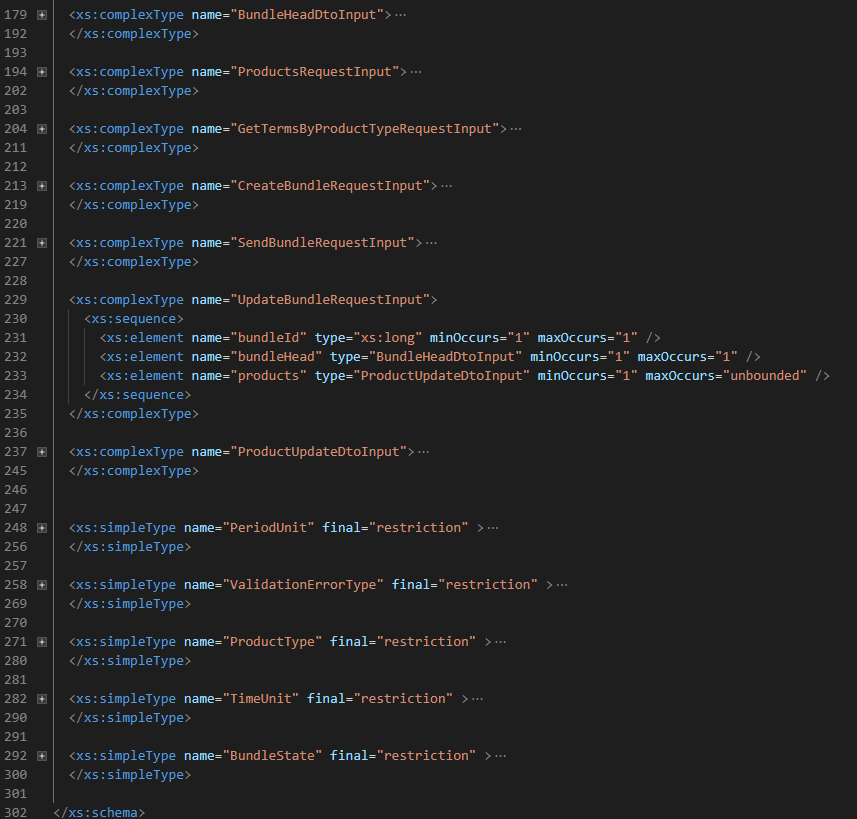 179 <xs:complexType name="BundleHeadDtoInput">···
192 </xs:complexType>
193
194 <xs:complexType name="ProductsRequestInput">···
202 </xs:complexType>
203
204 <xs:complexType name="GetTermsByProductTypeRequestInput">···
211 </xs:complexType>
212
213 <xs:complexType name="CreateBundleRequestInput">···
219 </xs:complexType>
220
221 <xs:complexType name="SendBundleRequestInput">···
227 </xs:complexType>
228
229 <xs:complexType name="UpdateBundleRequestInput">
230 <xs:sequence>
231 <xs:element name="bundleId" type="xs:long" minOccurs="1" maxOccurs="1" />
232 <xs:element name="bundleHead" type="BundleHeadDtoInput" minOccurs="1" maxOccurs="1" />
233 <xs:element name="products" type="ProductUpdateDtoInput" minOccurs="1" maxOccurs="unbounded" />
234 </xs:sequence>
235 </xs:complexType>
236
237 <xs:complexType name="ProductUpdateDtoInput">···
245 </xs:complexType>
246
247
248 <xs:simpleType name="PeriodUnit" final="restriction" >···
256 </xs:simpleType>
257
258 <xs:simpleType name="ValidationErrorType" final="restriction" >···
269 </xs:simpleType>
270
271 <xs:simpleType name="ProductType" final="restriction" >···
280 </xs:simpleType>
281
282 <xs:simpleType name="TimeUnit" final="restriction" >···
290 </xs:simpleType>
291
292 <xs:simpleType name="BundleState" final="restriction" >···
300 </xs:simpleType>
301
302 </xs:schema>